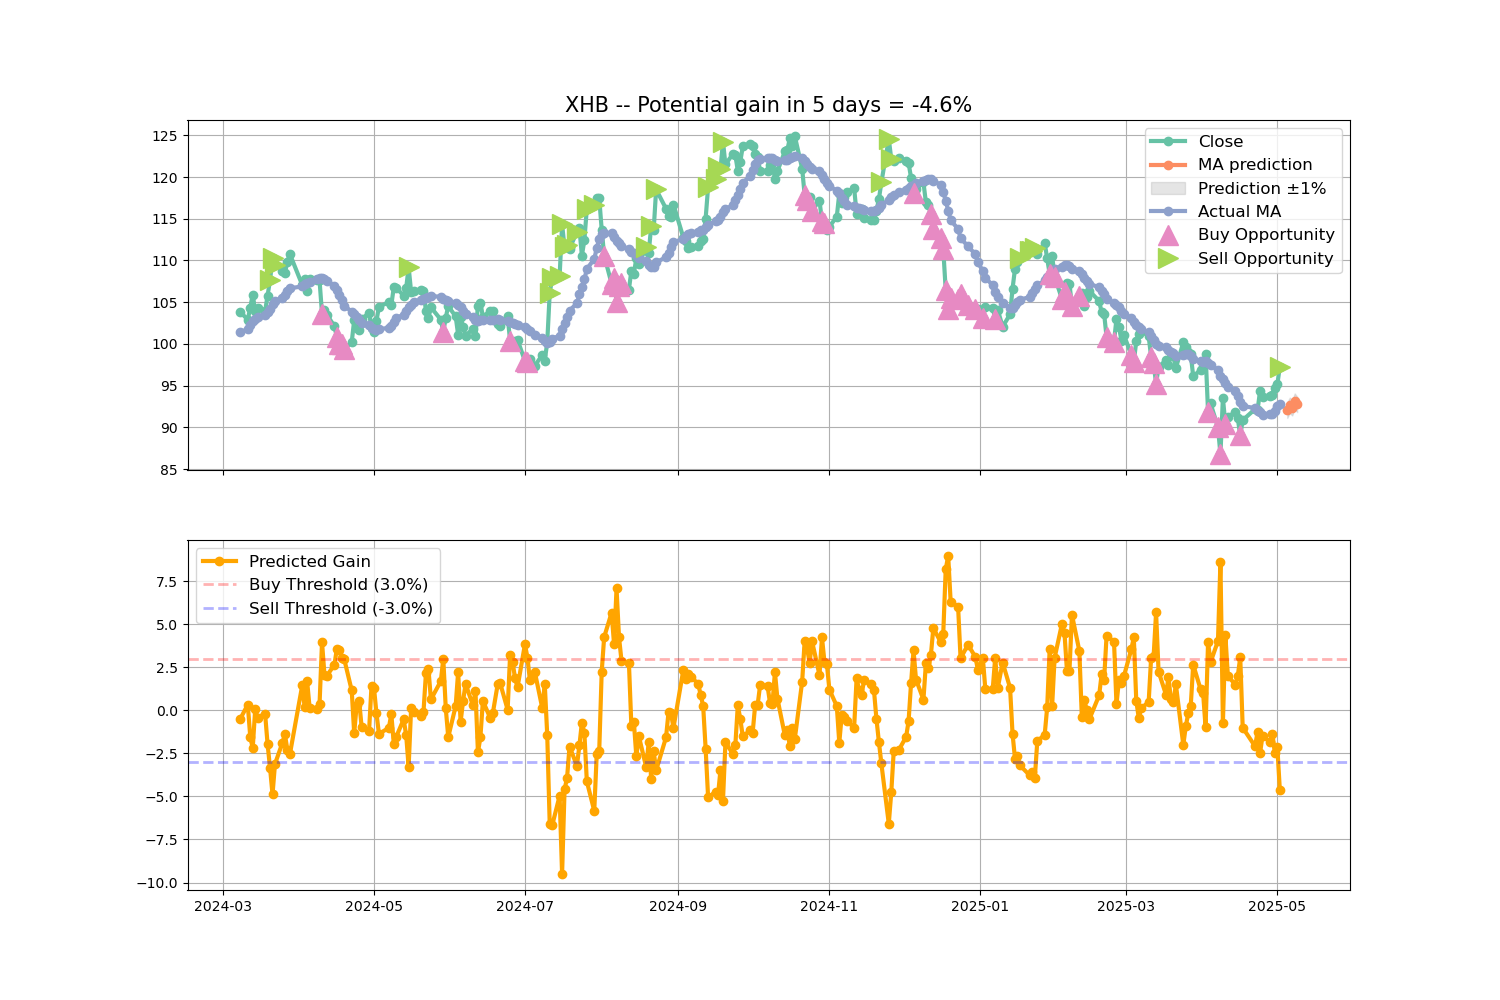 XHB -- Potential gain in 5 days = -4.6%
125
120
115
110
105
100
95
90
85
Close
MA prediction
Prediction ±1%
Actual MA
Buy Opportunity
Sell Opportunity
7.5
5.0
2.5
0.0
−2.5
−5.0
−7.5
−10.0
Predicted Gain
Buy Threshold (3.0%)
Sell Threshold (-3.0%)
2024-03 2024-05 2024-07 2024-09 2024-11 2025-01 2025-03 2025-05